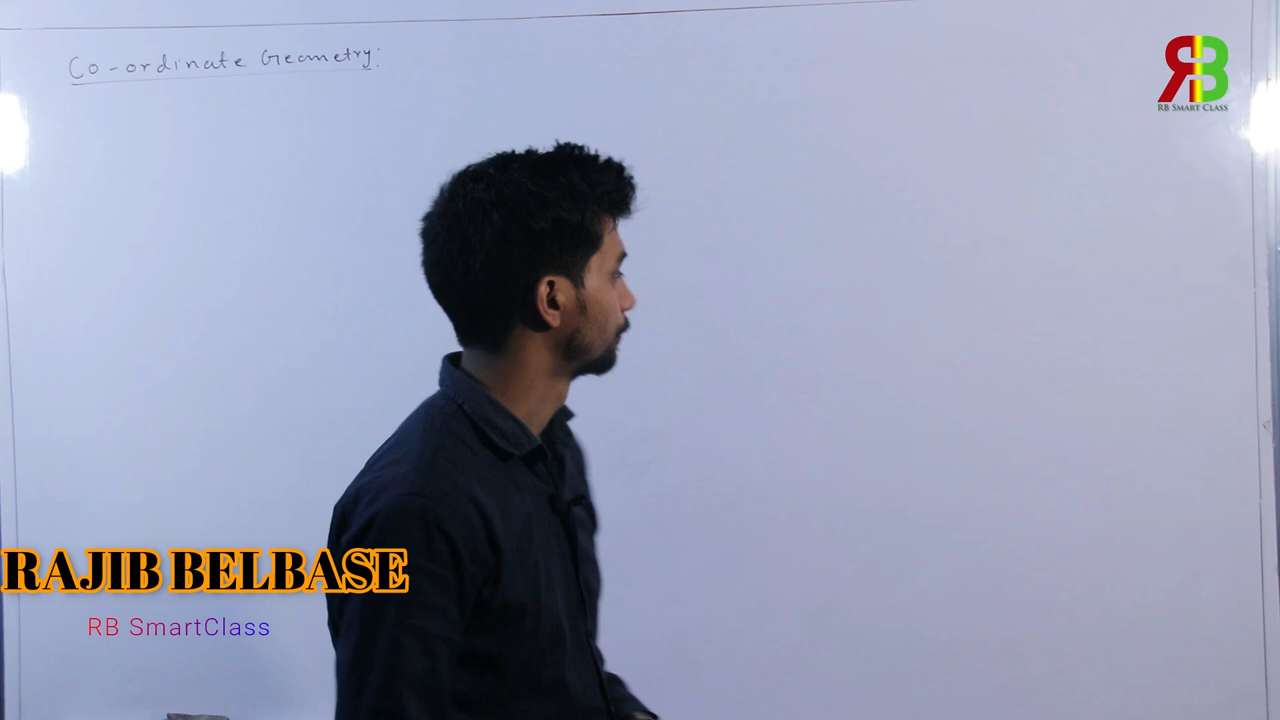 Co-ordinate Geometry:
RB
RB SMART CLASS
RAJIB BELBASE
RB SmartClass